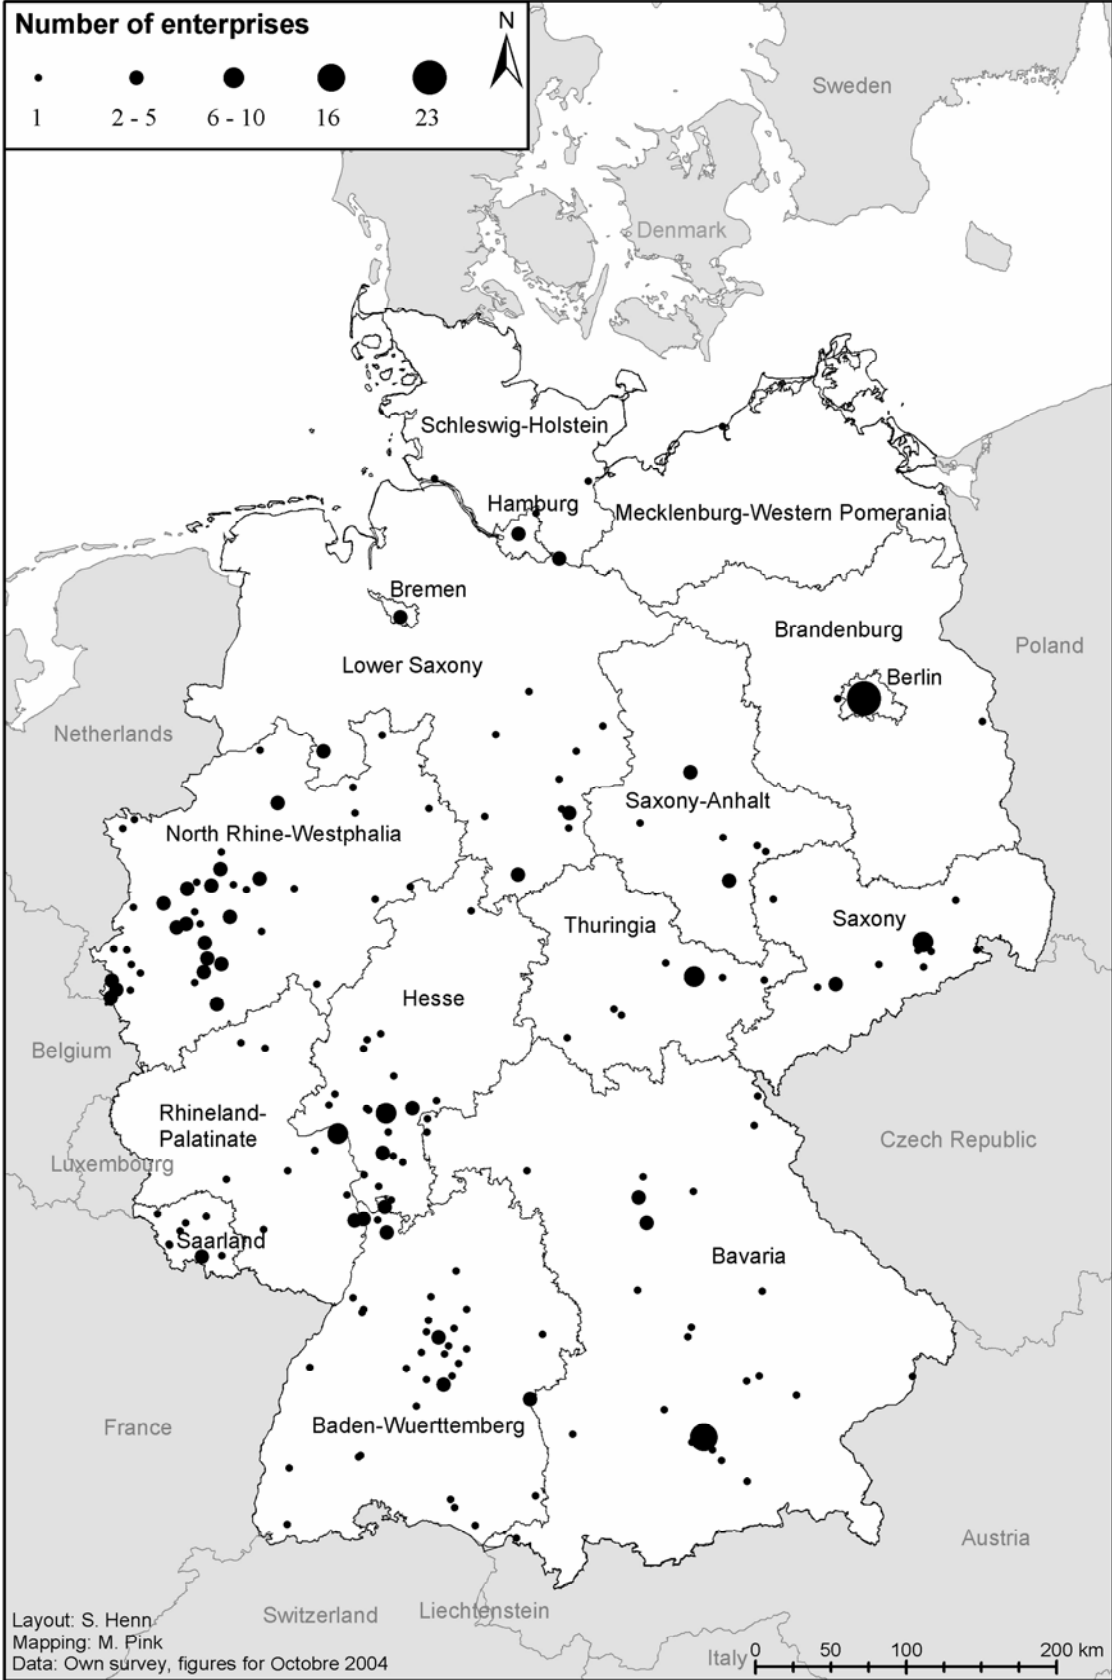 Number of enterprises
N
1 2 - 5 6 - 10 16 23
Sweden
Denmark
Schleswig-Holstein
Hamburg
Mecklenburg-Western Pomerania
Bremen
Brandenburg
Poland
Lower Saxony
Berlin
Netherlands
Saxony-Anhalt
North Rhine-Westphalia
Thuringia
Saxony
Hesse
Belgium
Rhineland-
Palatinate
Czech Republic
Luxembourg
Saarland
Bavaria
France
Baden-Wuerttemberg
Austria
Switzerland
Liechtenstein
Italy
Layout: S. Henn
Mapping: M. Pink
Data: Own survey, figures for Octobre 2004
0 50 100 200 km